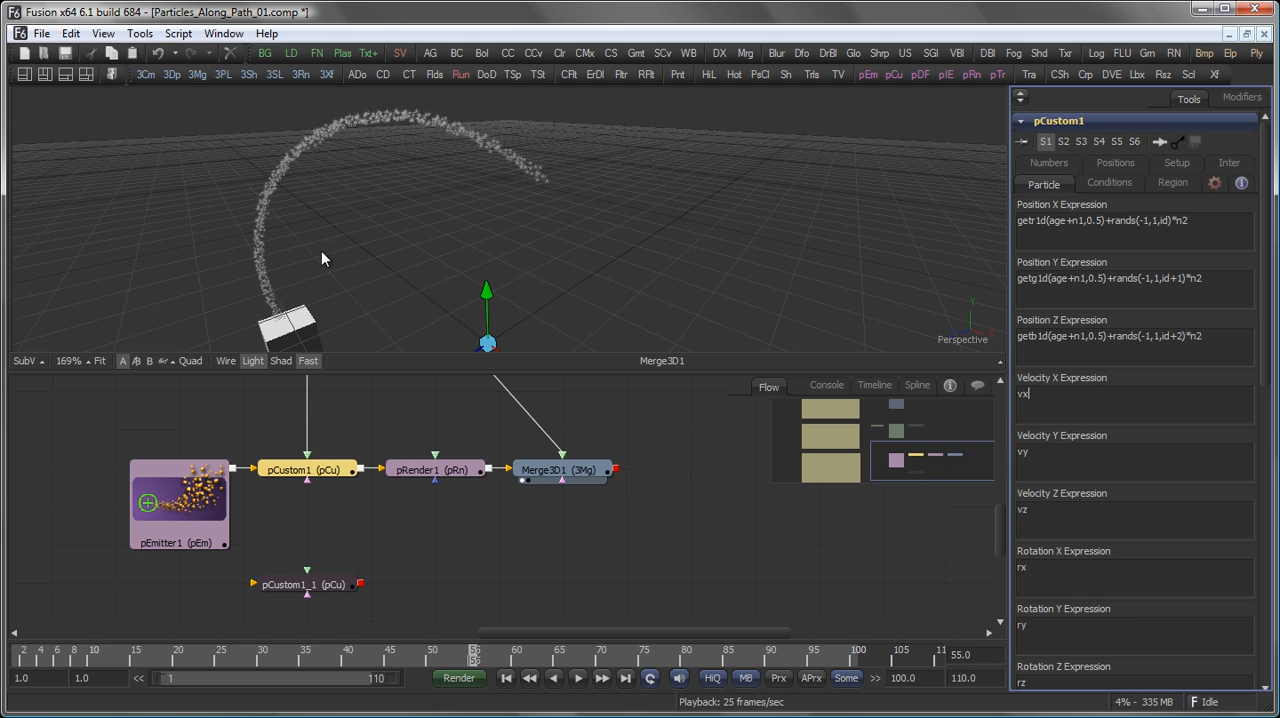 Fusion x64 6.1 build 684 - [Particles_Along_Path_01.comp *]
File Edit View Tools Script Window Help
BG LD FN Plas Txt+ SV AG BC Bol CC CCv Clr CMx CS Gmt SCv WB DX Mrg Blur Dfo DrBl Glo Shrp US SGl VBl DBl Fog Shd Txr Log FLU Gm RN Bmp Elp Ply
3Cm 3Dp 3Mg 3PL 3Sh 3SL 3Rn 3Xf ADo CD CT Flds Run DoD TSp TSt CFlt ErDl Fltr RFlt Pnt HiL Hot PsCl Sh TrIs TV pEm pCu pDF pIE pRn pTr Tra CSh Crp DVE Lbx Rsz Scl Xf
Tools Modifiers
pCustom1
S1 S2 S3 S4 S5 S6
Numbers Positions Setup Inter
Particle Conditions Region
Position X Expression
getr1d(age+n1,0.5)+rands(-1,1,id)*n2
Position Y Expression
getg1d(age+n1,0.5)+rands(-1,1,id+1)*n2
Position Z Expression
getb1d(age+n1,0.5)+rands(-1,1,id+2)*n2
Velocity X Expression
vx
Velocity Y Expression
vy
Velocity Z Expression
vz
Rotation X Expression
rx
Rotation Y Expression
ry
Rotation Z Expression
rz
Y
Perspective
SubV 169% Fit A B Quad Wire Light Shad Fast Merge3D1
Flow Console Timeline Spline
pCustom1 (pCu) pRender1 (pRn) Merge3D1 (3Mg)
pEmitter1 (pEm)
pCustom1_1 (pCu)
2 4 6 8 10 15 20 25 30 35 40 45 50 55 60 65 70 75 80 85 90 95 100 105 11 55.0
1.0 1.0 << 1 110 Render HiQ MB Prx APrx Some >> 100.0 110.0
Playback: 25 frames/sec 4% - 335 MB Idle